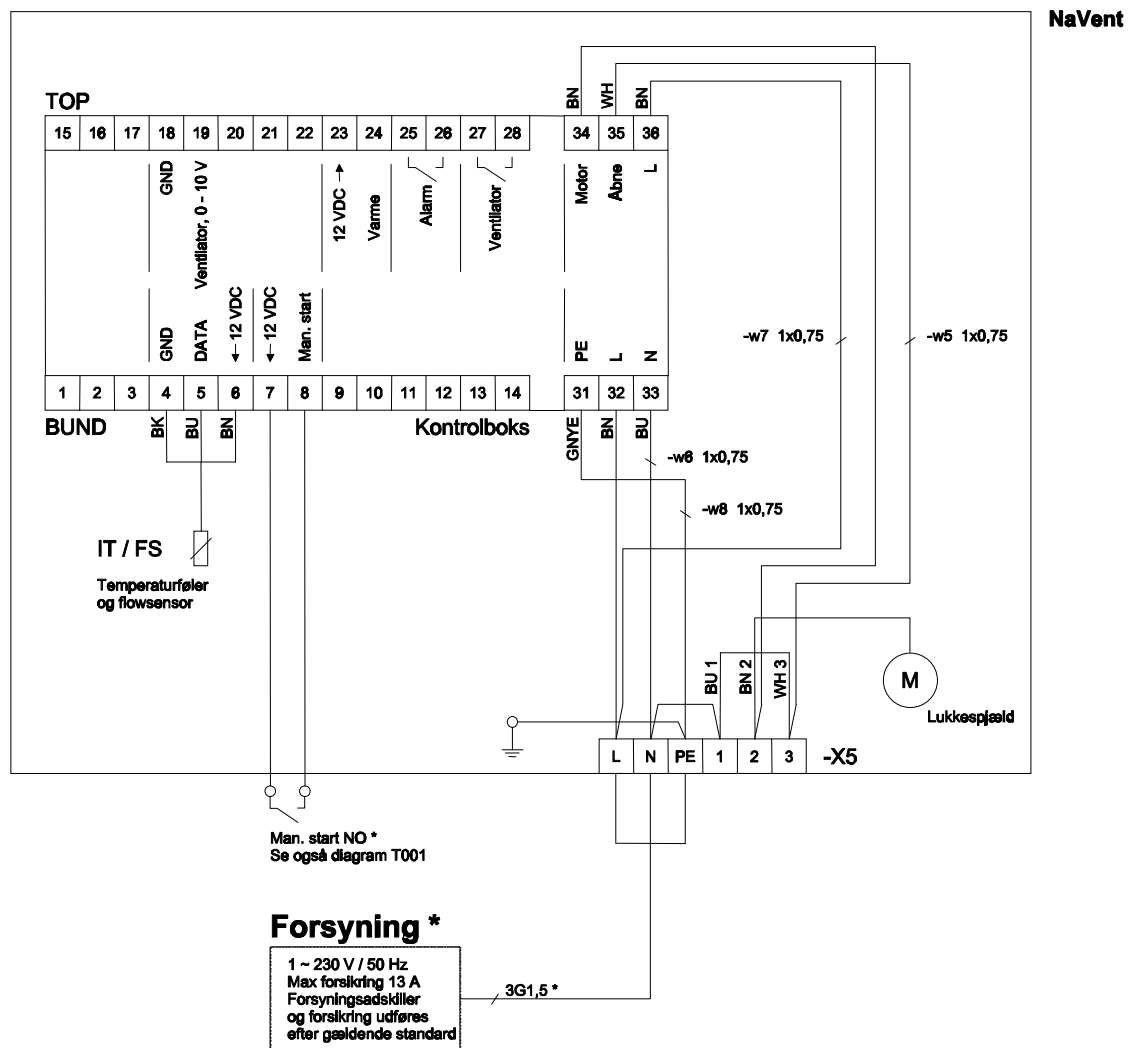 NaVent
TOP
BN WH BN
15 16 17 18 19 20 21 22 23 24 25 26 27 28 34 35 36
GND
Ventilator, 0 – 10 V
12 VDC →
Varme
Alarm
Ventilator
Motor
Åbne
L
GND
DATA
← 12 VDC
← 12 VDC
Man. start
PE
L
N
-w7 1x0,75
-w5 1x0,75
1 2 3 4 5 6 7 8 9 10 11 12 13 14 31 32 33
BUND
Kontrolboks
BK BU BN
GNYE BN BU
-w6 1x0,75
-w8 1x0,75
IT / FS
Temperaturføler
og flowsensor
BU 1
BN 2
WH 3
M
Lukkespjæld
L N PE 1 2 3 -X5
Man. start NO *
Se også diagram T001
Forsyning *
1 ~ 230 V / 50 Hz
Max forsikring 13 A
Forsyningsadskiller
og forsikring udføres
efter gældende standard
3G1,5 *